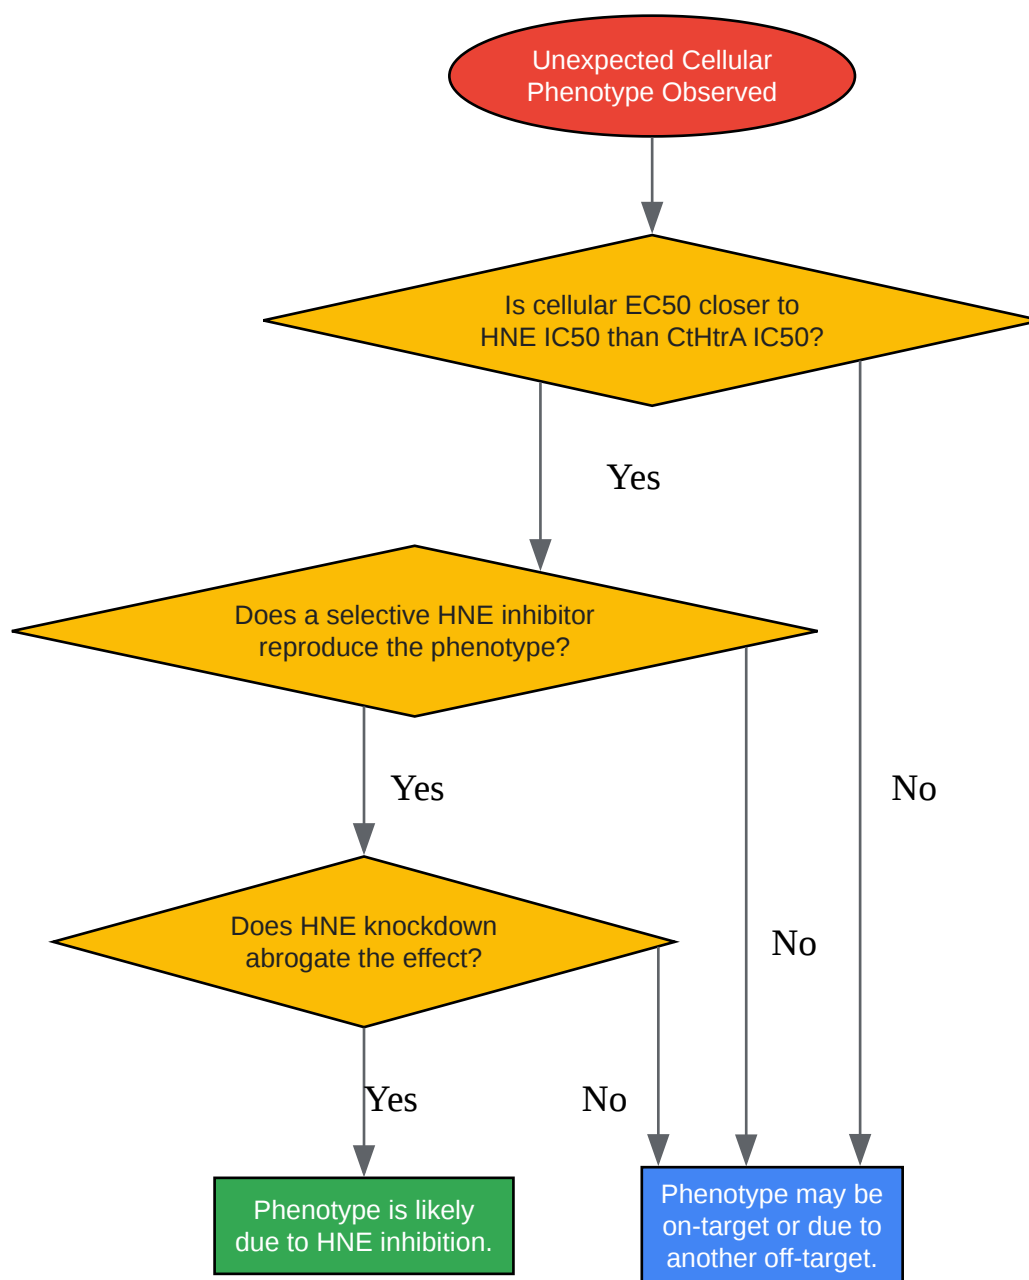 Unexpected Cellular
Phenotype Observed
Is cellular EC50 closer to
HNE IC50 than CtHtrA IC50?
Yes
Does a selective HNE inhibitor
reproduce the phenotype?
Yes
No
Does HNE knockdown
abrogate the effect?
No
Yes
No
Phenotype is likely
due to HNE inhibition.
Phenotype may be
on-target or due to
another off-target.